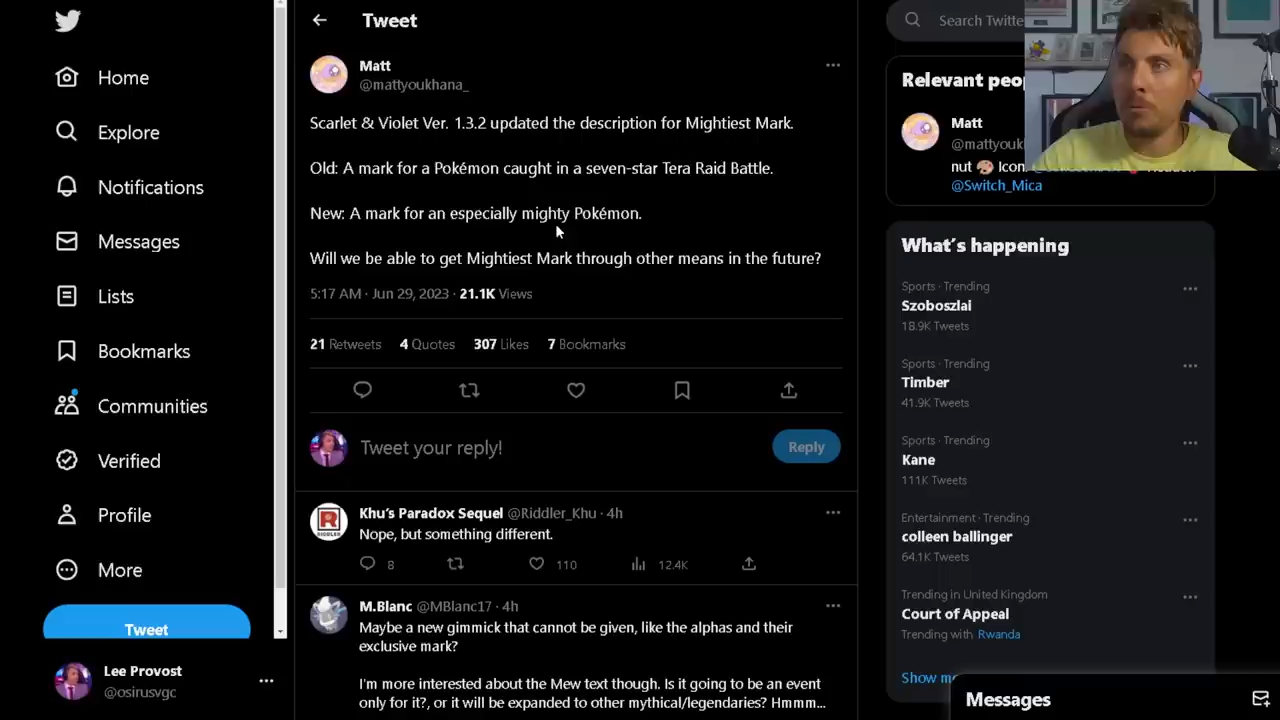 Tweet
Search Twitte
Home
Explore
Notifications
Messages
Lists
Bookmarks
Communities
Verified
Profile
More
Tweet
Lee Provost
@osirusvgc
Matt
@mattyoukhana_
Scarlet & Violet Ver. 1.3.2 updated the description for Mightiest Mark.
Old: A mark for a Pokémon caught in a seven-star Tera Raid Battle.
New: A mark for an especially mighty Pokémon.
Will we be able to get Mightiest Mark through other means in the future?
5:17 AM · Jun 29, 2023 · 21.1K Views
21 Retweets 4 Quotes 307 Likes 7 Bookmarks
Tweet your reply!
Reply
Khu's Paradox Sequel @Riddler_Khu · 4h
Nope, but something different.
8 110 12.4K
M.Blanc @MBlanc17 · 4h
Maybe a new gimmick that cannot be given, like the alphas and their
exclusive mark?
I'm more interested about the Mew text though. Is it going to be an event
only for it?, or it will be expanded to other mythical/legendaries? Hmmm...
Relevant peo
Matt
@mattyouk
nut Icon:
@Switch_Mica
What's happening
Sports · Trending
Szoboszlai
18.9K Tweets
Sports · Trending
Timber
41.9K Tweets
Sports · Trending
Kane
111K Tweets
Entertainment · Trending
colleen ballinger
64.1K Tweets
Trending in United Kingdom
Court of Appeal
Trending with Rwanda
Show m
Messages